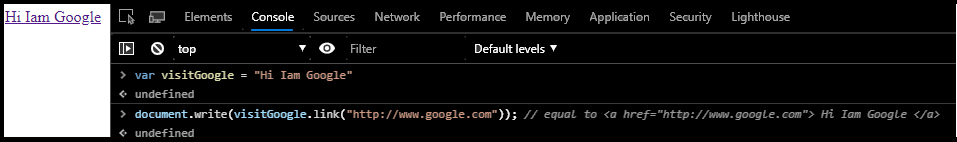 Hi Iam Google
Elements Console Sources Network Performance Memory Application Security Lighthouse
top Filter Default levels
> var visitGoogle = "Hi Iam Google"
< undefined
> document.write(visitGoogle.link("http://www.google.com")); // equal to <a href="http://www.google.com"> Hi Iam Google </a>
< undefined